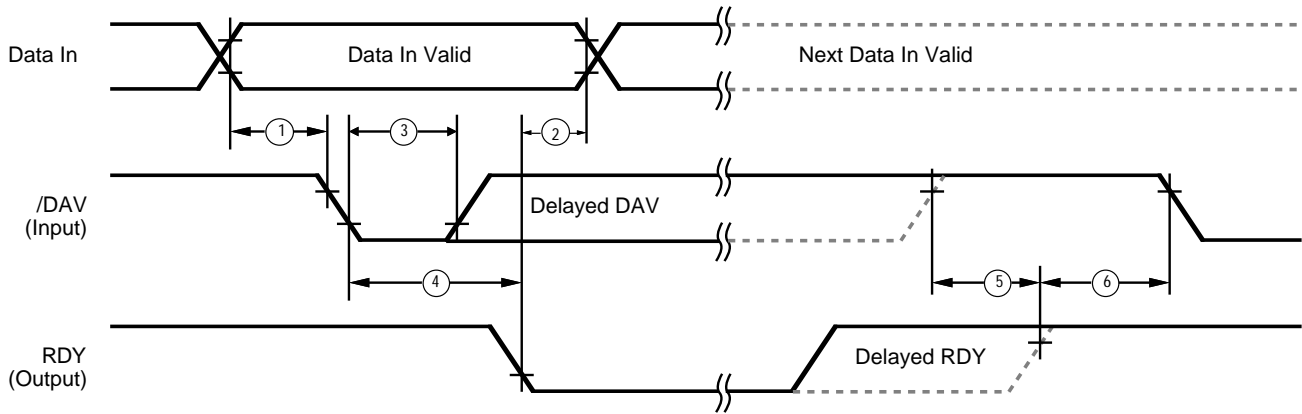 Data In
Data In Valid
Next Data In Valid
1
3
2
/DAV
(Input)
Delayed DAV
4
5
6
RDY
(Output)
Delayed RDY